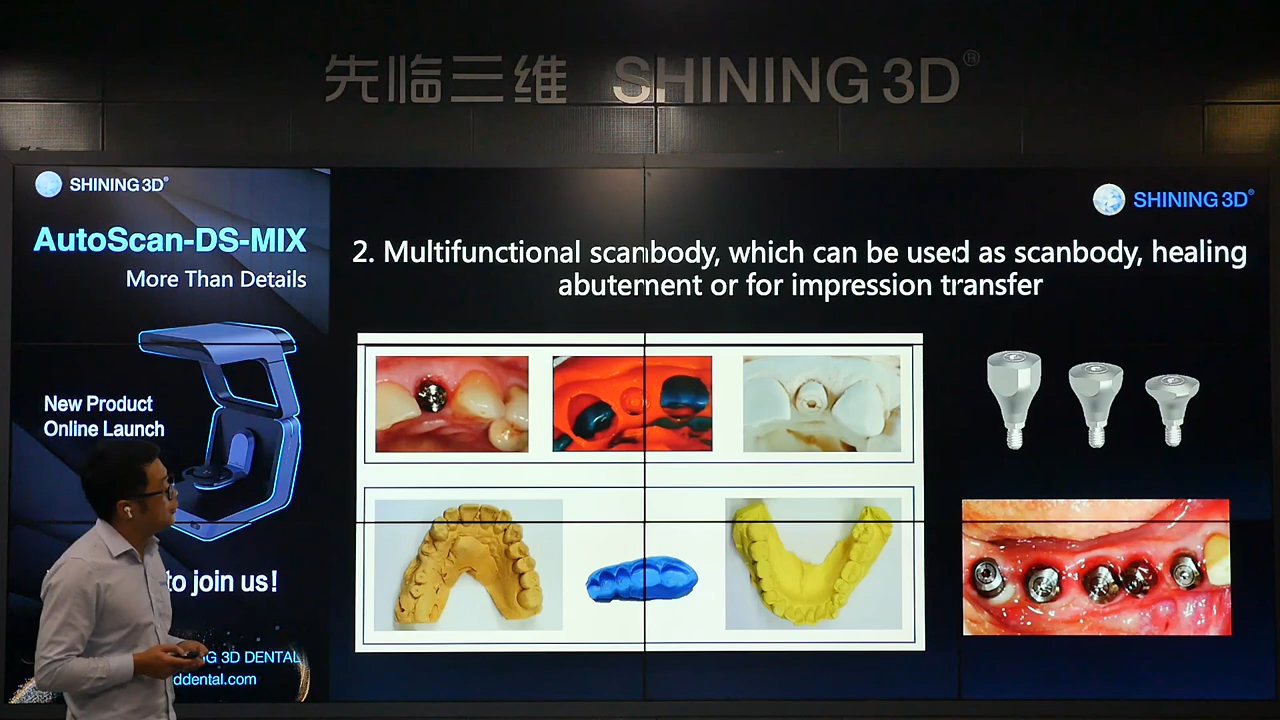 先临三维 SHINING 3D®
SHINING 3D®
AutoScan-DS-MIX
More Than Details
New Product
Online Launch
to join us!
3D DENTAL
ddental.com
SHINING 3D®
2. Multifunctional scanbody, which can be used as scanbody, healing
abutment or for impression transfer